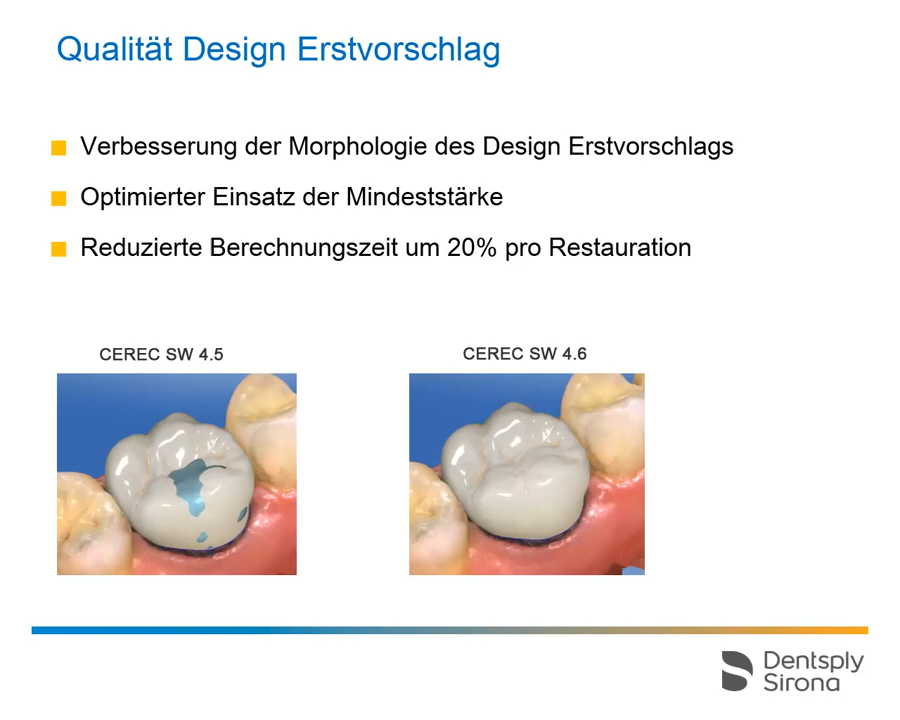 Qualität Design Erstvorschlag
Verbesserung der Morphologie des Design Erstvorschlags
Optimierter Einsatz der Mindeststärke
Reduzierte Berechnungszeit um 20% pro Restauration
CEREC SW 4.5
CEREC SW 4.6
Dentsply
Sirona